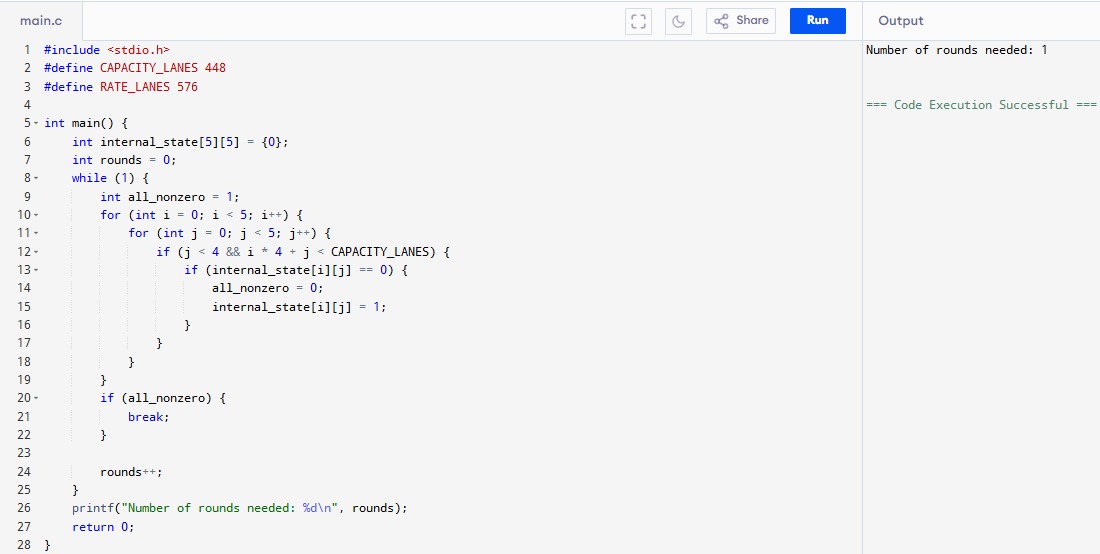 main.c
Share
Run
Output
1 #include <stdio.h>
2 #define CAPACITY_LANES 448
3 #define RATE_LANES 576
4
5 int main() {
6     int internal_state[5][5] = {0};
7     int rounds = 0;
8     while (1) {
9         int all_nonzero = 1;
10         for (int i = 0; i < 5; i++) {
11             for (int j = 0; j < 5; j++) {
12                 if (j < 4 && i * 4 + j < CAPACITY_LANES) {
13                     if (internal_state[i][j] == 0) {
14                         all_nonzero = 0;
15                         internal_state[i][j] = 1;
16                     }
17                 }
18             }
19         }
20         if (all_nonzero) {
21             break;
22         }
23
24         rounds++;
25     }
26     printf("Number of rounds needed: %d\n", rounds);
27     return 0;
28 }
Number of rounds needed: 1
=== Code Execution Successful ===